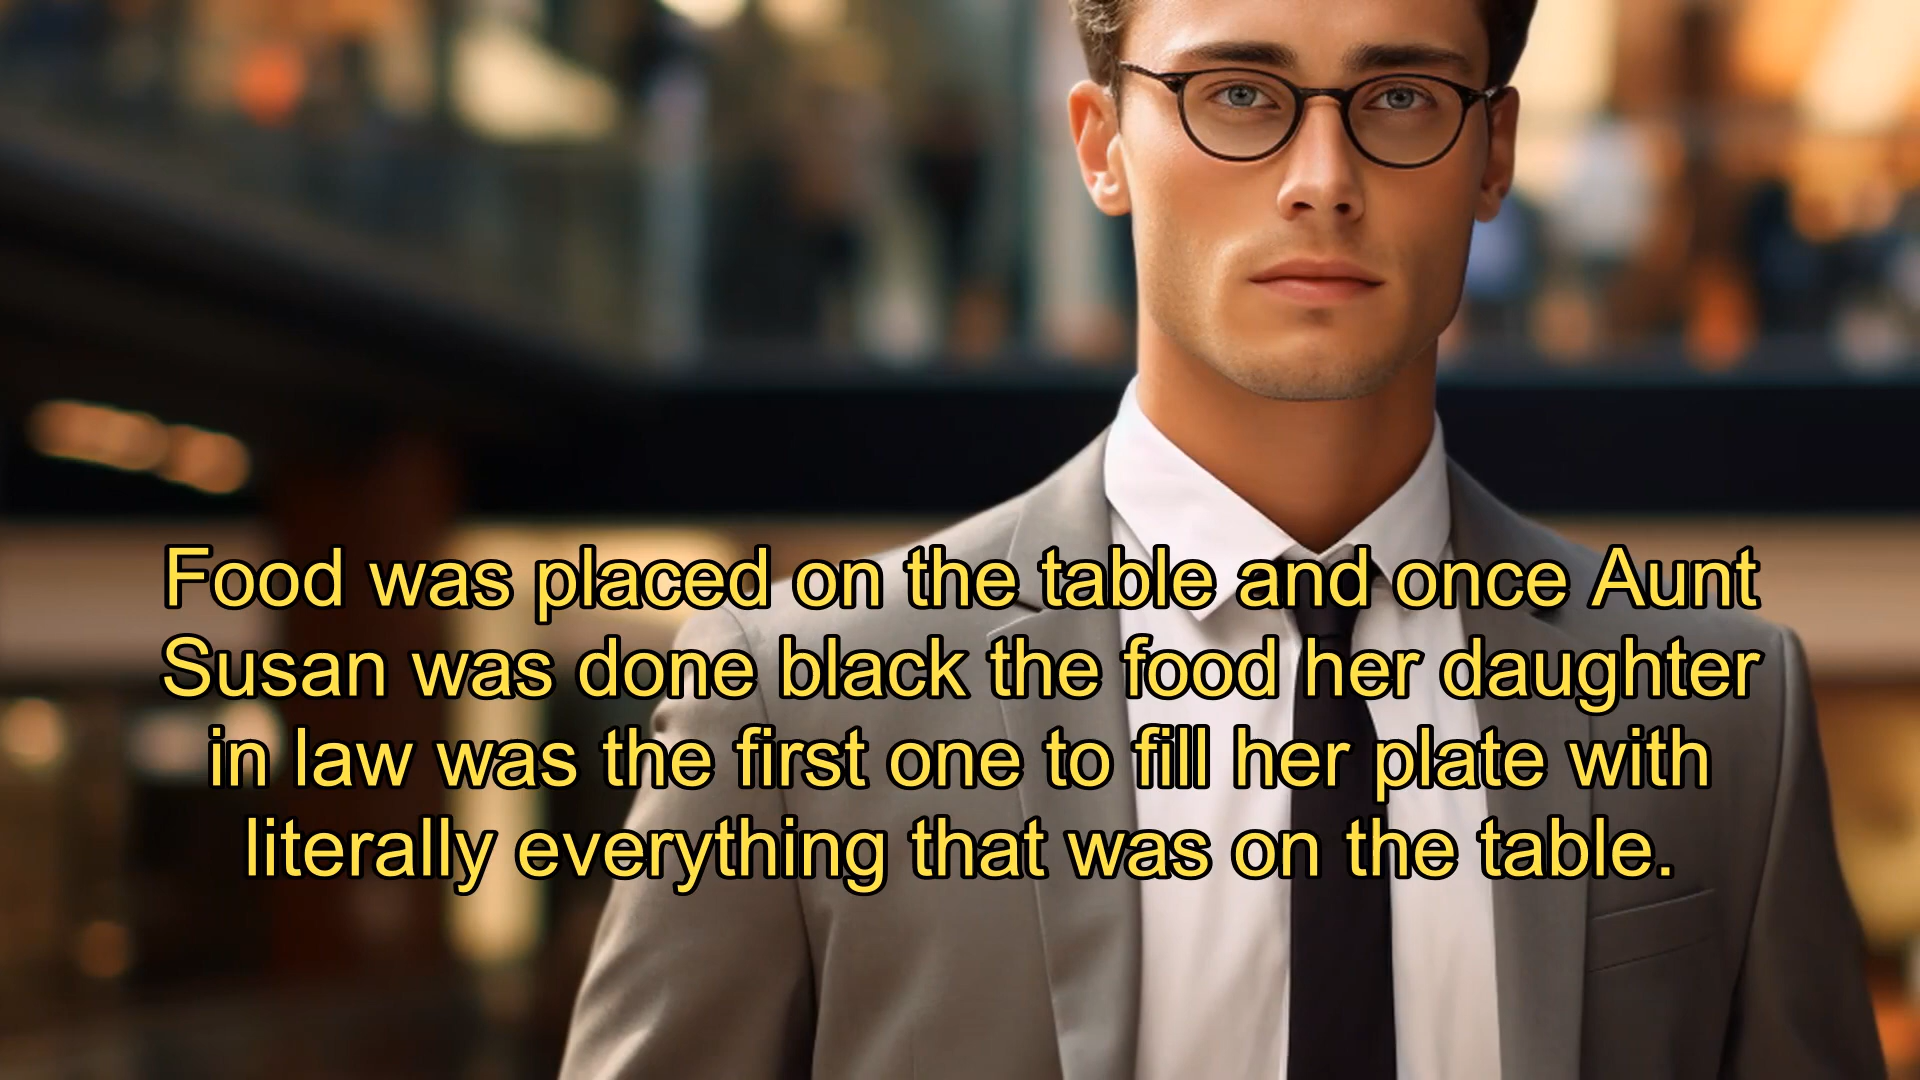 Food was placed on the table and once Aunt
Susan was done black the food her daughter
in law was the first one to fill her plate with
literally everything that was on the table.